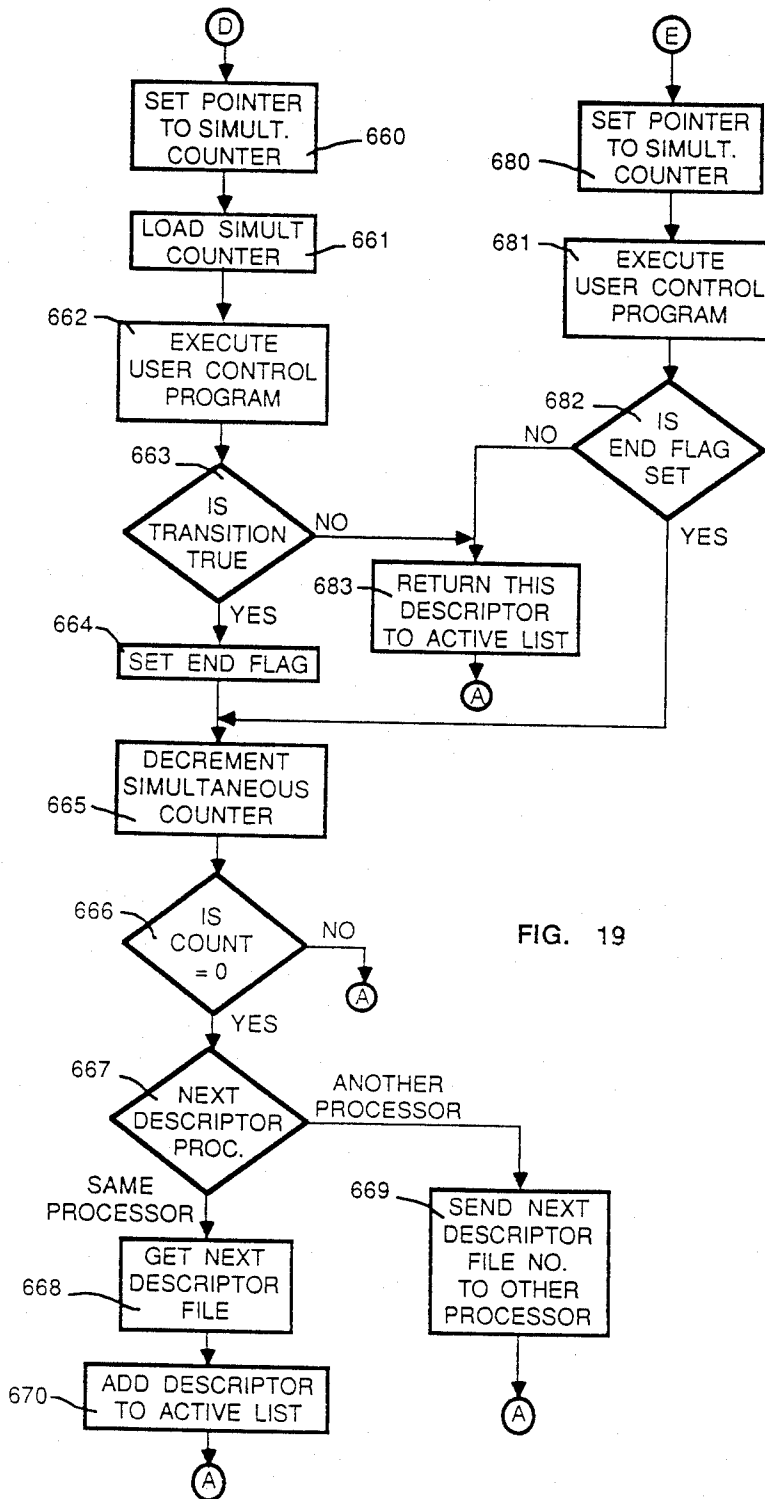 D
SET POINTER
TO SIMULT.
COUNTER
660
LOAD SIMULT
COUNTER
661
662
EXECUTE
USER CONTROL
PROGRAM
663
IS
TRANSITION
TRUE
NO
YES
664
SET END FLAG
DECREMENT
SIMULTANEOUS
COUNTER
665
666
IS
COUNT
= 0
NO
A
YES
667
NEXT
DESCRIPTOR
PROC.
ANOTHER
PROCESSOR
SAME
PROCESSOR
GET NEXT
DESCRIPTOR
FILE
668
ADD DESCRIPTOR
TO ACTIVE LIST
670
A
669
SEND NEXT
DESCRIPTOR
FILE NO.
TO OTHER
PROCESSOR
A
E
SET POINTER
TO SIMULT.
COUNTER
680
681
EXECUTE
USER CONTROL
PROGRAM
682
IS
END FLAG
SET
NO
YES
683
RETURN THIS
DESCRIPTOR
TO ACTIVE LIST
A
FIG. 19